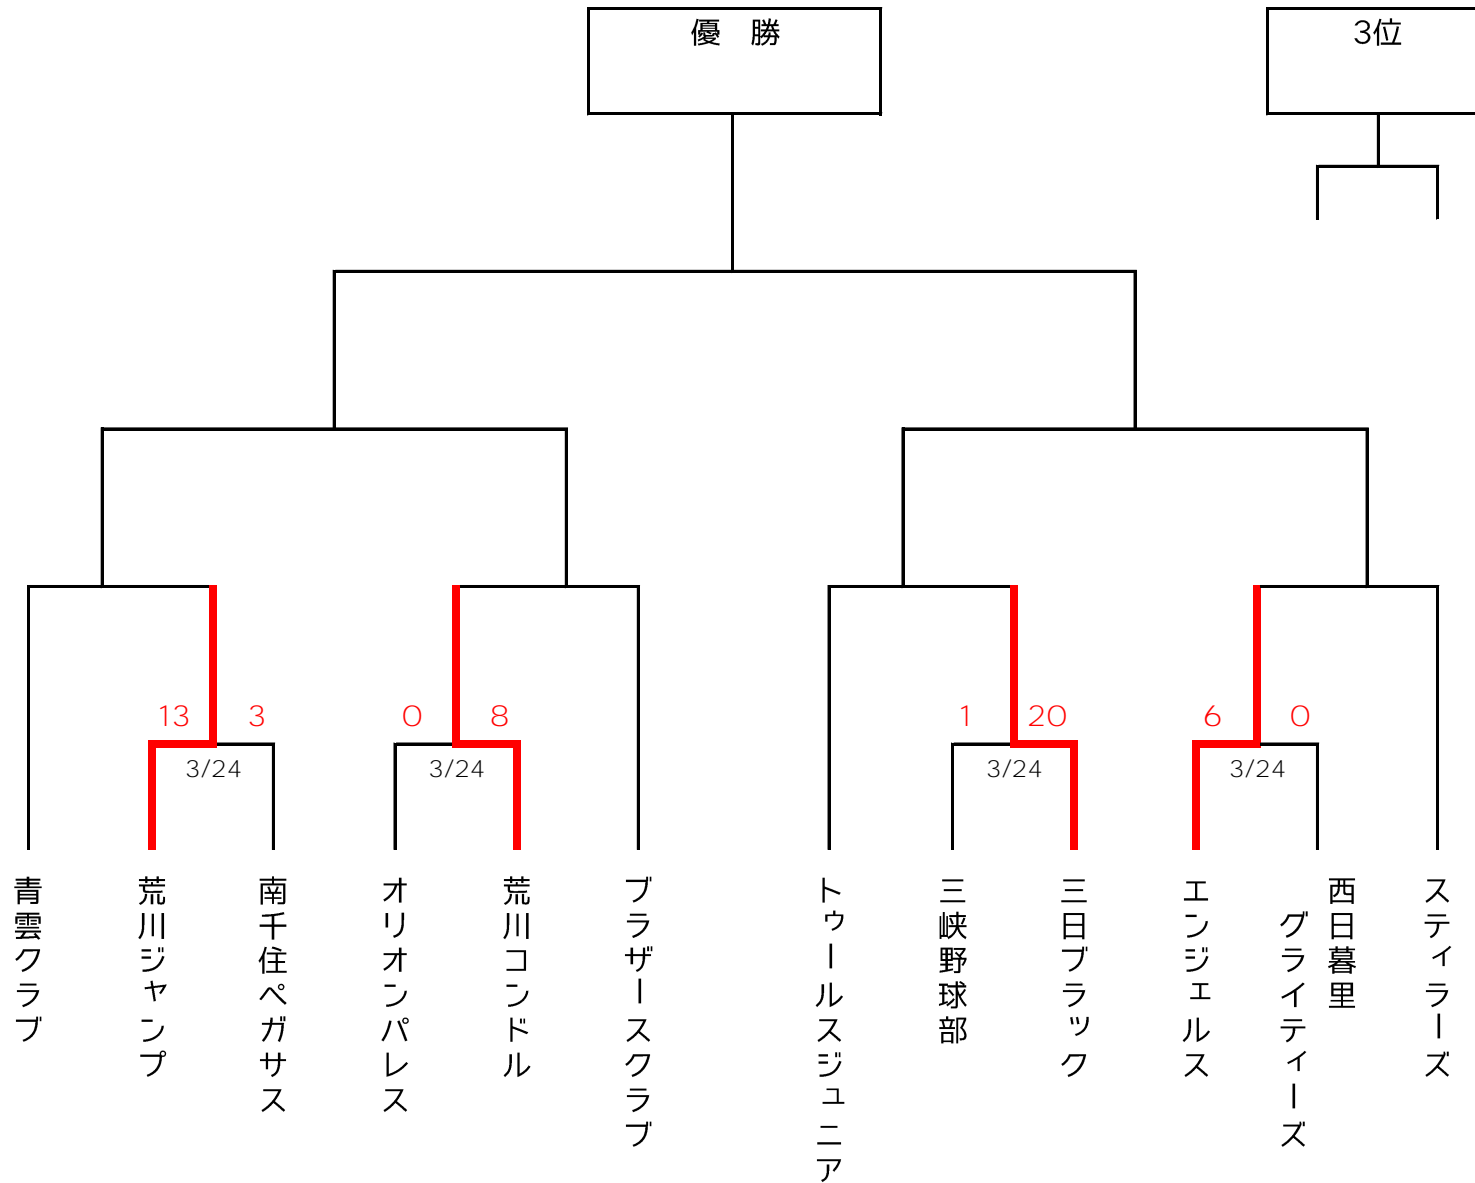 優　勝
3位
13
3
0
8
1
20
6
0
3/24
3/24
3/24
3/24
青雲クラブ
荒川ジャンプ
南千住ペガサス
オリオンパレス
荒川コンドル
ブラザースクラブ
トゥールスジュニア
三峡野球部
三日ブラック
エンジェルス
西日暮里
グライティーズ
スティラーズ